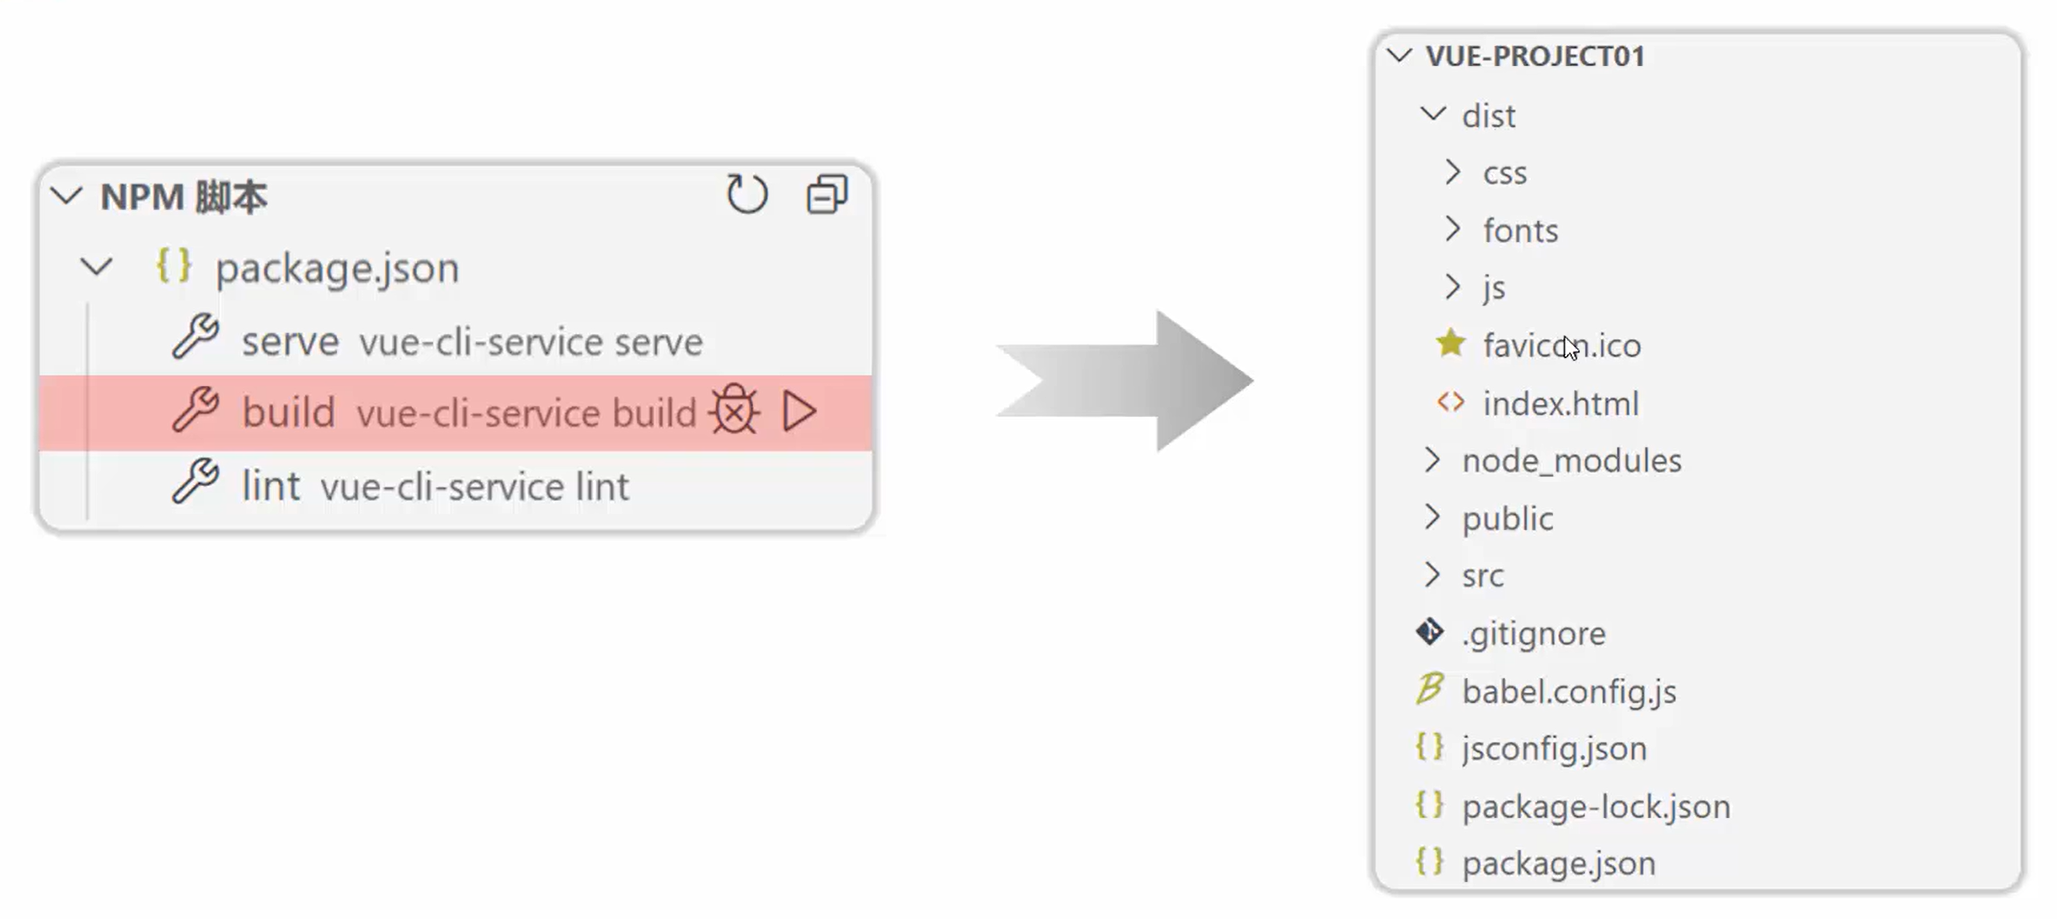 NPM 脚本
package.json
serve vue-cli-service serve
build vue-cli-service build
lint vue-cli-service lint
VUE-PROJECT01
dist
css
fonts
js
favicon.ico
index.html
node_modules
public
src
.gitignore
babel.config.js
jsconfig.json
package-lock.json
package.json